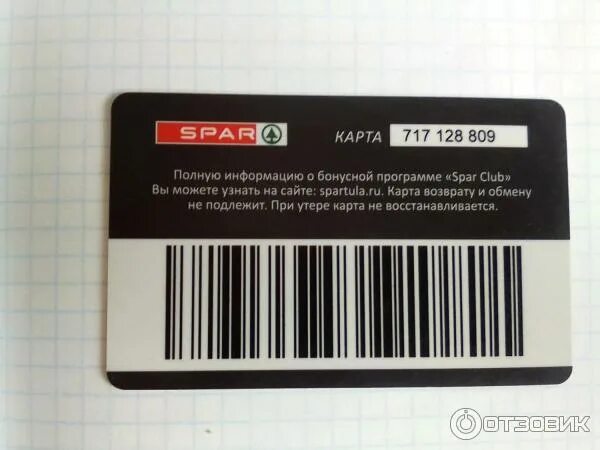 SPAR
КАРТА 717 128 809
Полную информацию о бонусной программе «Spar Club»
Вы можете узнать на сайте: spartula.ru. Карта возврату и обмену
не подлежит. При утере карта не восстанавливается.
ОТЗОВИК